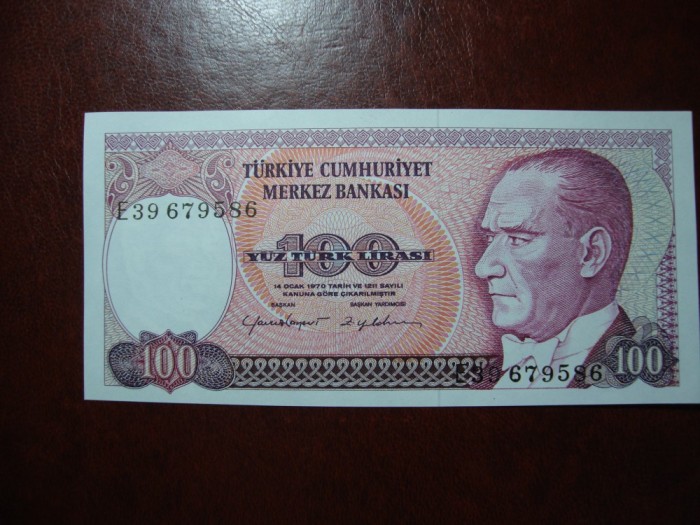 TÜRKİYE CUMHURİYET
MERKEZ BANKASI
E39 679586
100
YÜZ TÜRK LİRASI
14 OCAK 1970 TARİH VE 1211 SAYILI
KANUNA GÖRE ÇIKARILMIŞTIR
BAŞKAN BAŞKAN YARDIMCISI
100 100
E39 679586